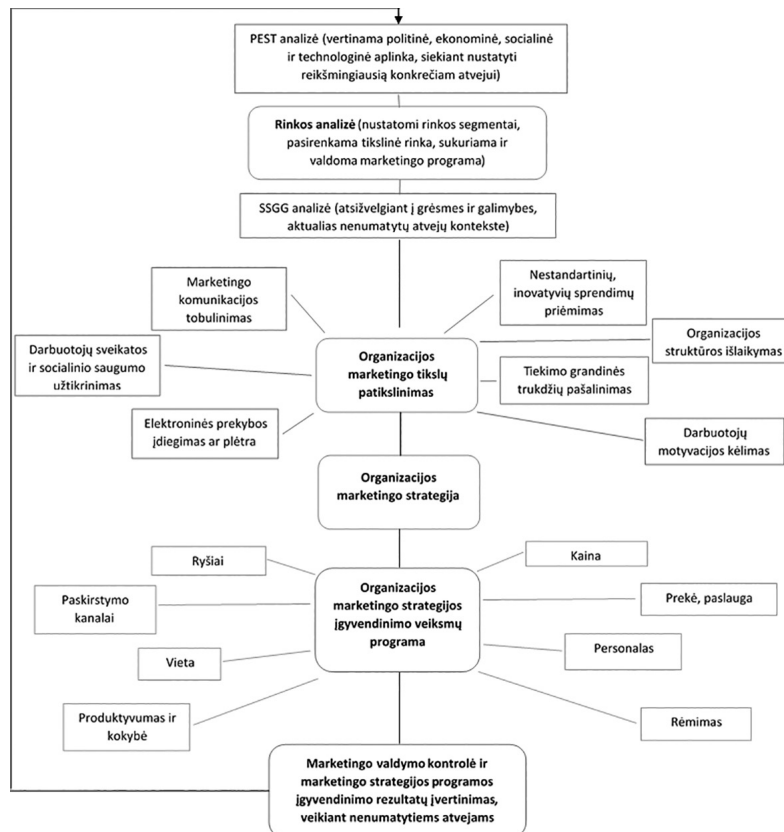 PEST analizė (vertinama politinė, ekonominė, socialinė
ir technologinė aplinka, siekiant nustatyti
reikšmingiausią konkrečiam atvejui)
Rinkos analizė (nustatomi rinkos segmentai,
pasirenkama tikslinė rinka, sukuriama ir
valdoma marketingo programa)
SSGG analizė (atsižvelgiant į grėsmes ir galimybes,
aktualias nenumatytų atvejų kontekste)
Marketingo
komunikacijos
tobulinimas
Nestandartinių,
inovatyvių sprendimų
priėmimas
Darbuotojų sveikatos
ir socialinio saugumo
užtikrinimas
Organizacijos
marketingo tikslų
patikslinimas
Organizacijos
struktūros išlaikymas
Tiekimo grandinės
trukdžių pašalinimas
Elektroninės prekybos
įdiegimas ar plėtra
Darbuotojų
motyvacijos kėlimas
Organizacijos
marketingo strategija
Ryšiai
Kaina
Paskirstymo
kanalai
Organizacijos
marketingo strategijos
įgyvendinimo veiksmų
programa
Prekė, paslauga
Vieta
Personalas
Produktyvumas ir
kokybė
Rėmimas
Marketingo valdymo kontrolė ir
marketingo strategijos programos
įgyvendinimo rezultatų įvertinimas,
veikiant nenumatytiems atvejams